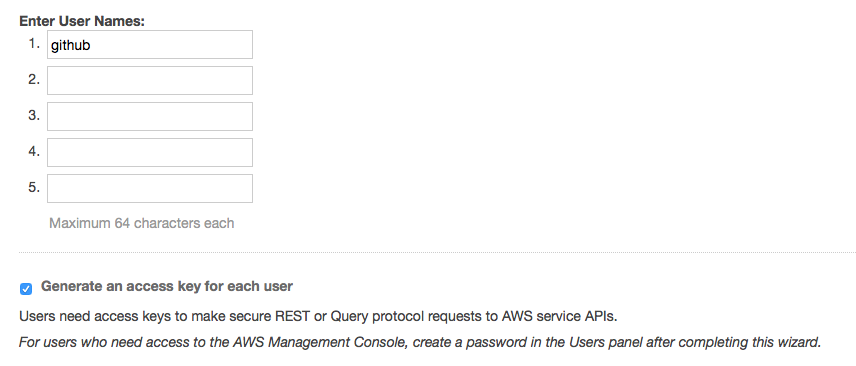 Enter User Names:
1. github
2.
3.
4.
5.
Maximum 64 characters each
Generate an access key for each user
Users need access keys to make secure REST or Query protocol requests to AWS service APIs.
For users who need access to the AWS Management Console, create a password in the Users panel after completing this wizard.